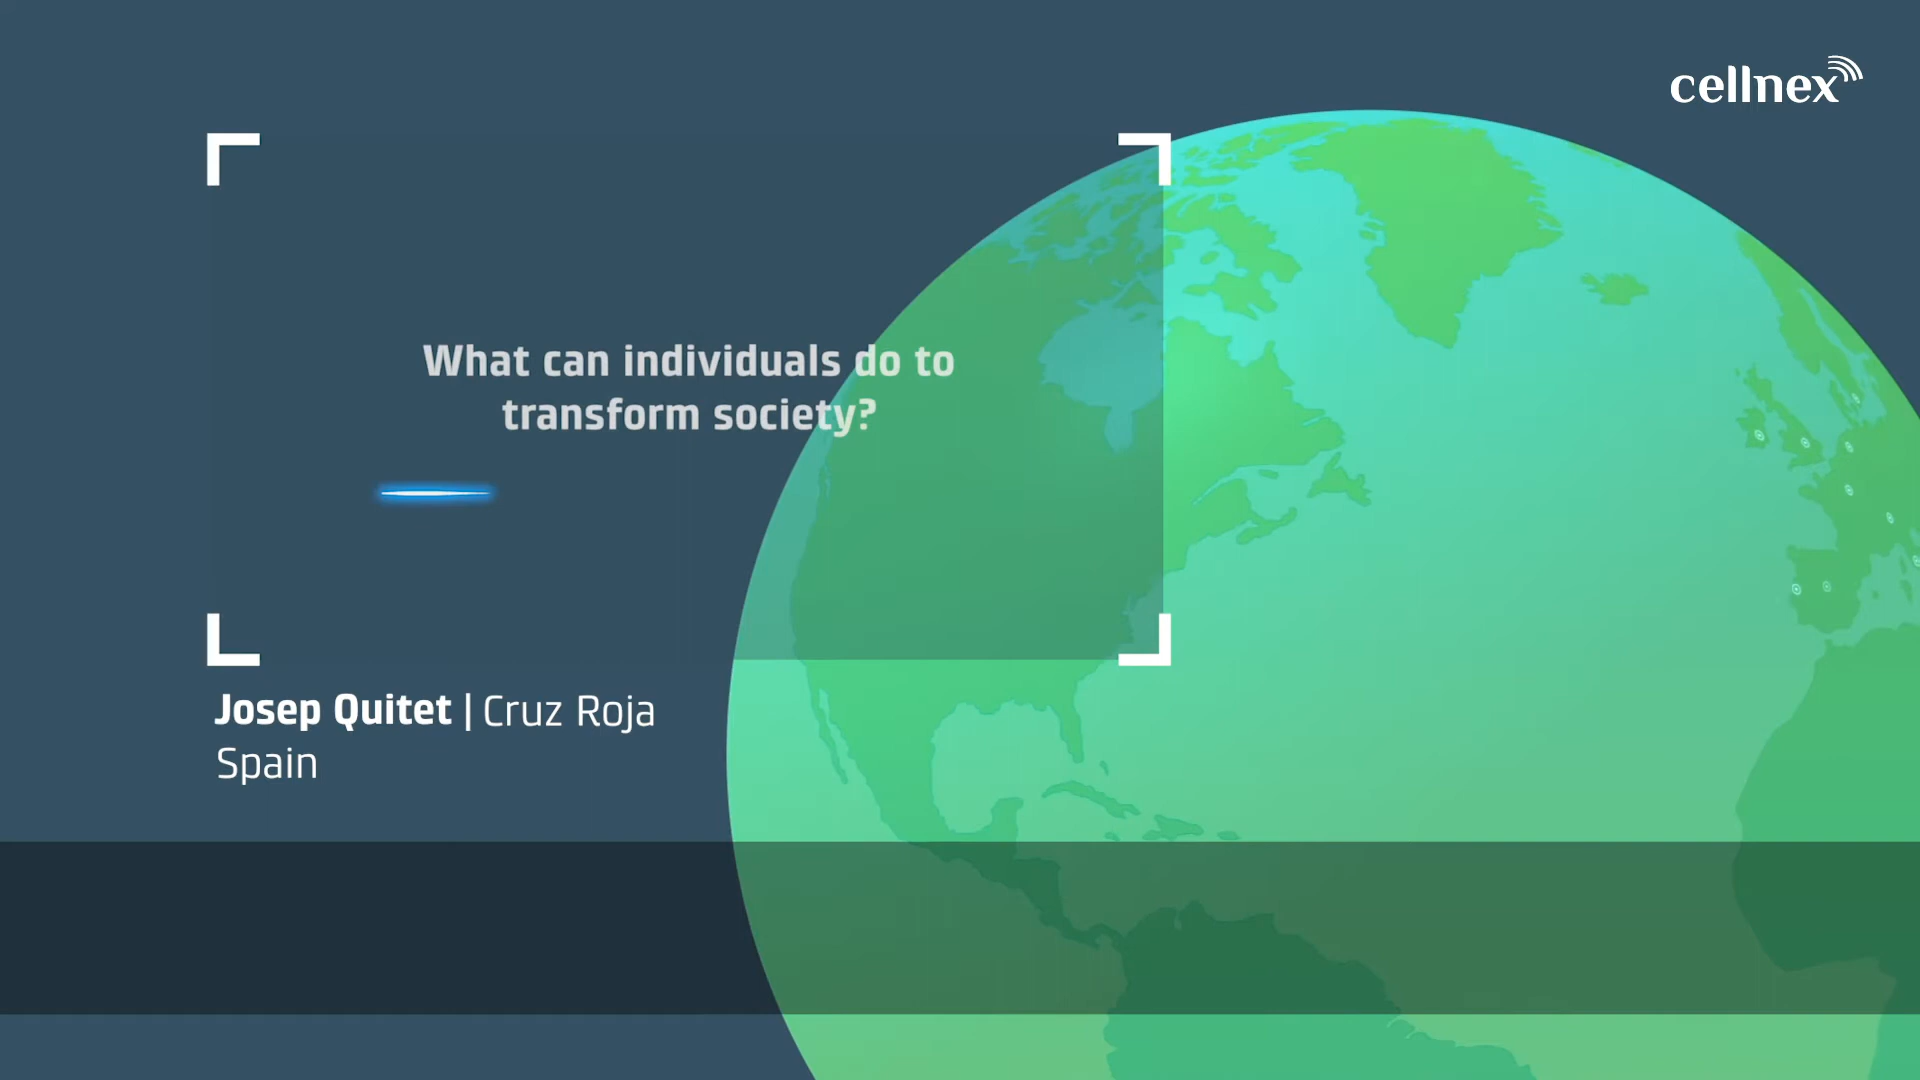 cellnex
What can individuals do to
transform society?
Josep Quitet | Cruz Roja
Spain